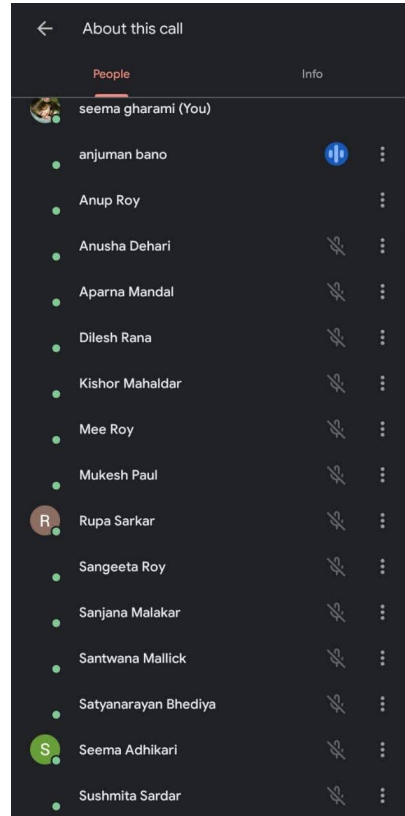 About this call
People Info
seema gharami (You)
anjuman bano
Anup Roy
Anusha Dehari
Aparna Mandal
Dilesh Rana
Kishor Mahaldar
Mee Roy
Mukesh Paul
R Rupa Sarkar
Sangeeta Roy
Sanjana Malakar
Santwana Mallick
Satyanarayan Bhediya
S Seema Adhikari
Sushmita Sardar